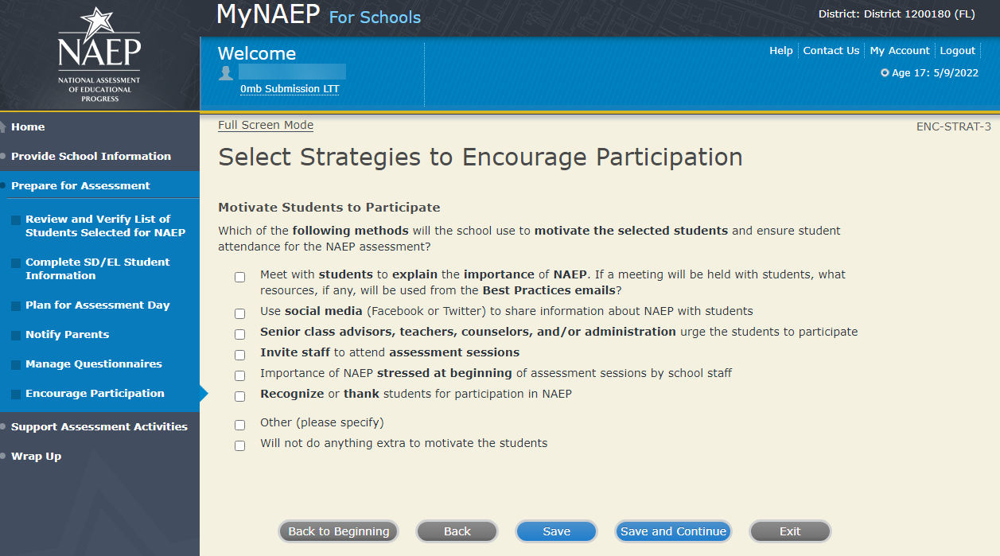 NAEP
NATIONAL ASSESSMENT
OF EDUCATIONAL
PROGRESS
MyNAEP For Schools
District: District 1200180 (FL)
Welcome
0mb Submission LTT
Help
Contact Us
My Account
Logout
Age 17: 5/9/2022
Home
Provide School Information
Prepare for Assessment
Review and Verify List of
Students Selected for NAEP
Complete SD/EL Student
Information
Plan for Assessment Day
Notify Parents
Manage Questionnaires
Encourage Participation
Support Assessment Activities
Wrap Up
Full Screen Mode
ENC-STRAT-3
Select Strategies to Encourage Participation
Motivate Students to Participate
Which of the following methods will the school use to motivate the selected students and ensure student
attendance for the NAEP assessment?
Meet with students to explain the importance of NAEP. If a meeting will be held with students, what
resources, if any, will be used from the Best Practices emails?
Use social media (Facebook or Twitter) to share information about NAEP with students
Senior class advisors, teachers, counselors, and/or administration urge the students to participate
Invite staff to attend assessment sessions
Importance of NAEP stressed at beginning of assessment sessions by school staff
Recognize or thank students for participation in NAEP
Other (please specify)
Will not do anything extra to motivate the students
Back to Beginning
Back
Save
Save and Continue
Exit